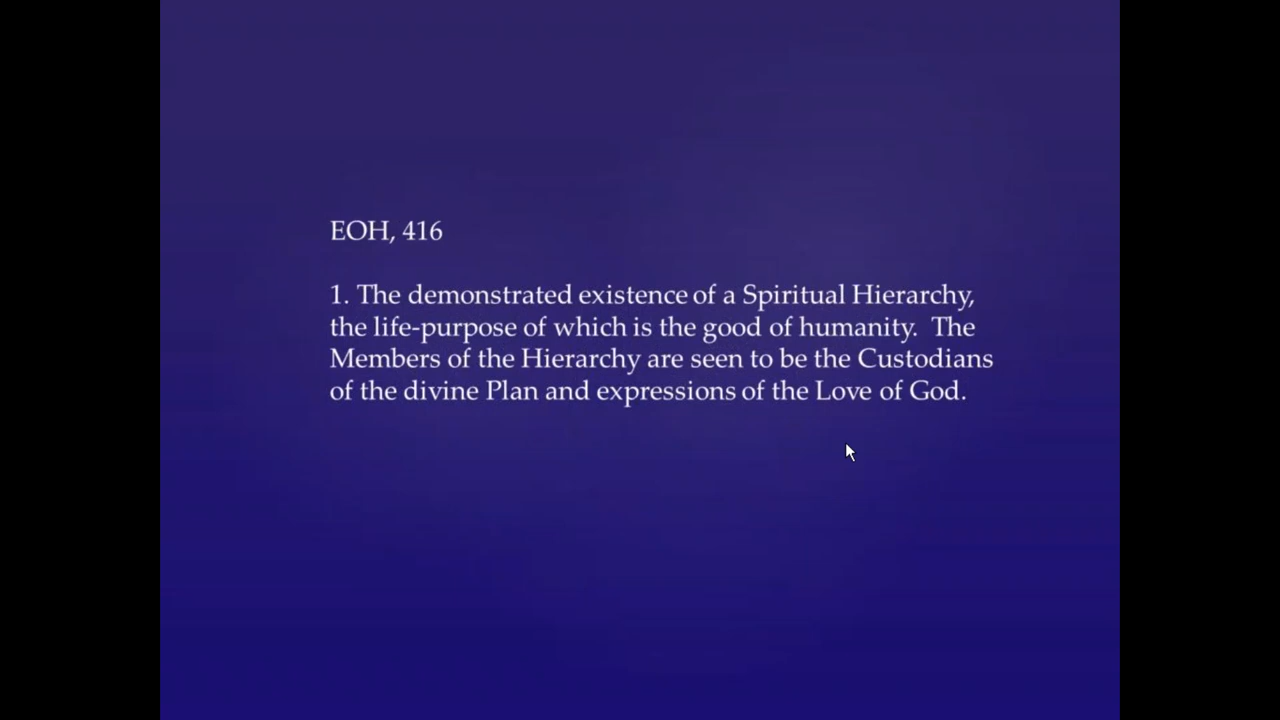 EOH, 416
1. The demonstrated existence of a Spiritual Hierarchy,
the life-purpose of which is the good of humanity.  The
Members of the Hierarchy are seen to be the Custodians
of the divine Plan and expressions of the Love of God.